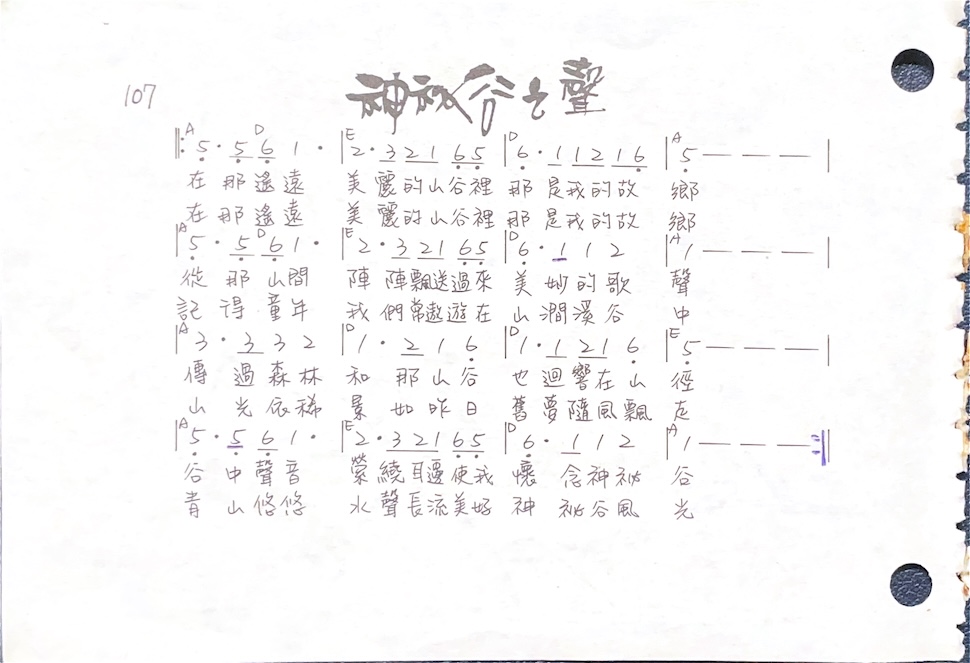 107
神秘谷之聲
A D E D A
‖: 5 · 5 6 1 · | 2 · 3 2 1 6 5 | 6 · 1 1 2 1 6 | 5 — — — |
在那遙遠 美麗的山谷裡 那是我的故 鄉
在那遙遠 美麗的山谷裡 那是我的故 鄉
A D E D A
| 5 · 5 6 1 · | 2 · 3 2 1 6 5 | 6 · 1 1 2 | 1 — — — |
從那山間 陣陣飄送過來 美妙的歌 聲
記得童年 我們常遨遊在 山澗溪谷 中
A D D E
| 3 · 3 3 2 | 1 · 2 1 6 | 1 · 1 2 1 6 | 5 — — — |
傳過森林 和那山谷 也迴響在山 徑
山光依稀 景如昨日 舊夢隨風飄 走
A E D A
| 5 · 5 6 1 · | 2 · 3 2 1 6 5 | 6 · 1 1 2 | 1 — — — :‖
谷中聲音 縈繞耳邊使我 懷念神祕 谷
青山悠悠 水聲長流美好 神祕谷風 光